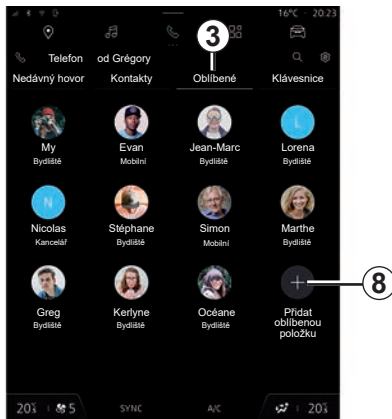 16°C · 20:23
Telefon od Grégory
Nedávný hovor Kontakty Oblíbené Klávesnice
3
My Evan Jean-Marc Lorena
Bydliště Mobilní Bydliště Bydliště
L
N
Nicolas Stéphane Simon Marthe
Kancelář Bydliště Mobilní Bydliště
8
Greg Kerlyne Océane Přidat
oblíbenou
položku
Bydliště Bydliště Bydliště
5 SYNC A/C